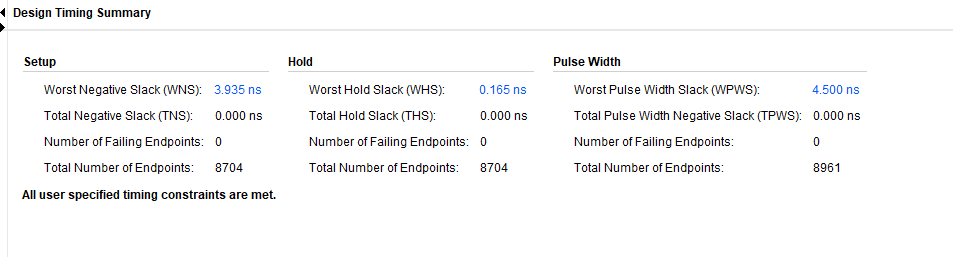 Design Timing Summary
Setup Hold Pulse Width
Worst Negative Slack (WNS): 3.935 ns Worst Hold Slack (WHS): 0.165 ns Worst Pulse Width Slack (WPWS): 4.500 ns
Total Negative Slack (TNS): 0.000 ns Total Hold Slack (THS): 0.000 ns Total Pulse Width Negative Slack (TPWS): 0.000 ns
Number of Failing Endpoints: 0 Number of Failing Endpoints: 0 Number of Failing Endpoints: 0
Total Number of Endpoints: 8704 Total Number of Endpoints: 8704 Total Number of Endpoints: 8961
All user specified timing constraints are met.